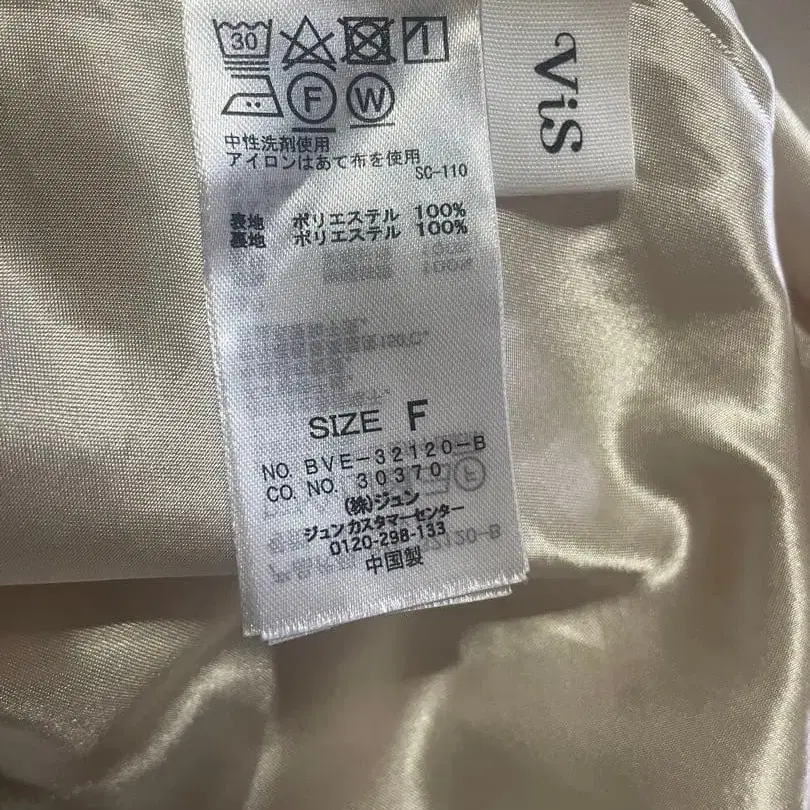 30
F W
中性洗剤使用
アイロンはあて布を使用
SC-110
表地 ポリエステル 100%
裏地 ポリエステル 100%
SIZE F
NO. BVE-32120-B
CO. NO. 30370
(株)ジュン
ジュン カスタマーセンター
0120-298-133
中国製
ViS